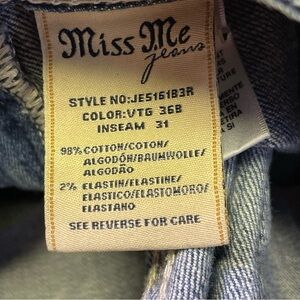 Miss Me
jeans
STYLE NO:JE5161B3R
COLOR:VTG 36B
INSEAM 31
98% COTTON/COTON/
ALGODÓN/BAUMWOLLE/
ALGODÃO
2% ELASTIN/ELASTINE/
ELASTICO/ELASTOMORO/
ELASTANO
SEE REVERSE FOR CARE